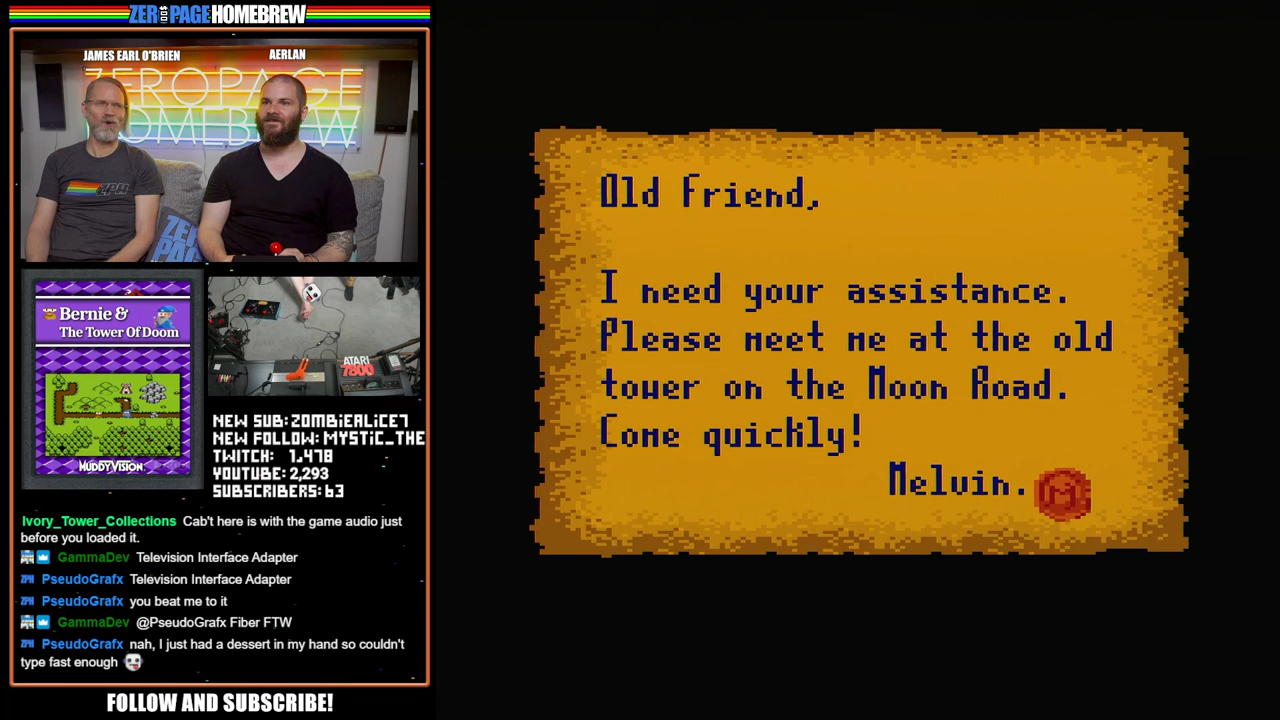 ZEROPAGE HOMEBREW
JAMES EARL O'BRIEN
AERLAN
ZEROPAGE
HOMEBREW
ZPH
Bernie &
The Tower Of Doom
MUDDYVISION
ATARI
7800
NEW SUB: ZOMBIEALICE7
NEW FOLLOW: MYSTIC_THE
TWITCH: 1,478
YOUTUBE: 2,293
SUBSCRIBERS: 63
Ivory_Tower_Collections Cab't here is with the game audio just
before you loaded it.
GammaDev Television Interface Adapter
PseudoGrafx Television Interface Adapter
PseudoGrafx you beat me to it
GammaDev @PseudoGrafx Fiber FTW
PseudoGrafx nah, I just had a dessert in my hand so couldn't
type fast enough
FOLLOW AND SUBSCRIBE!
Old Friend,
I need your assistance.
Please meet me at the old
tower on the Moon Road.
Come quickly!
Melvin.
M